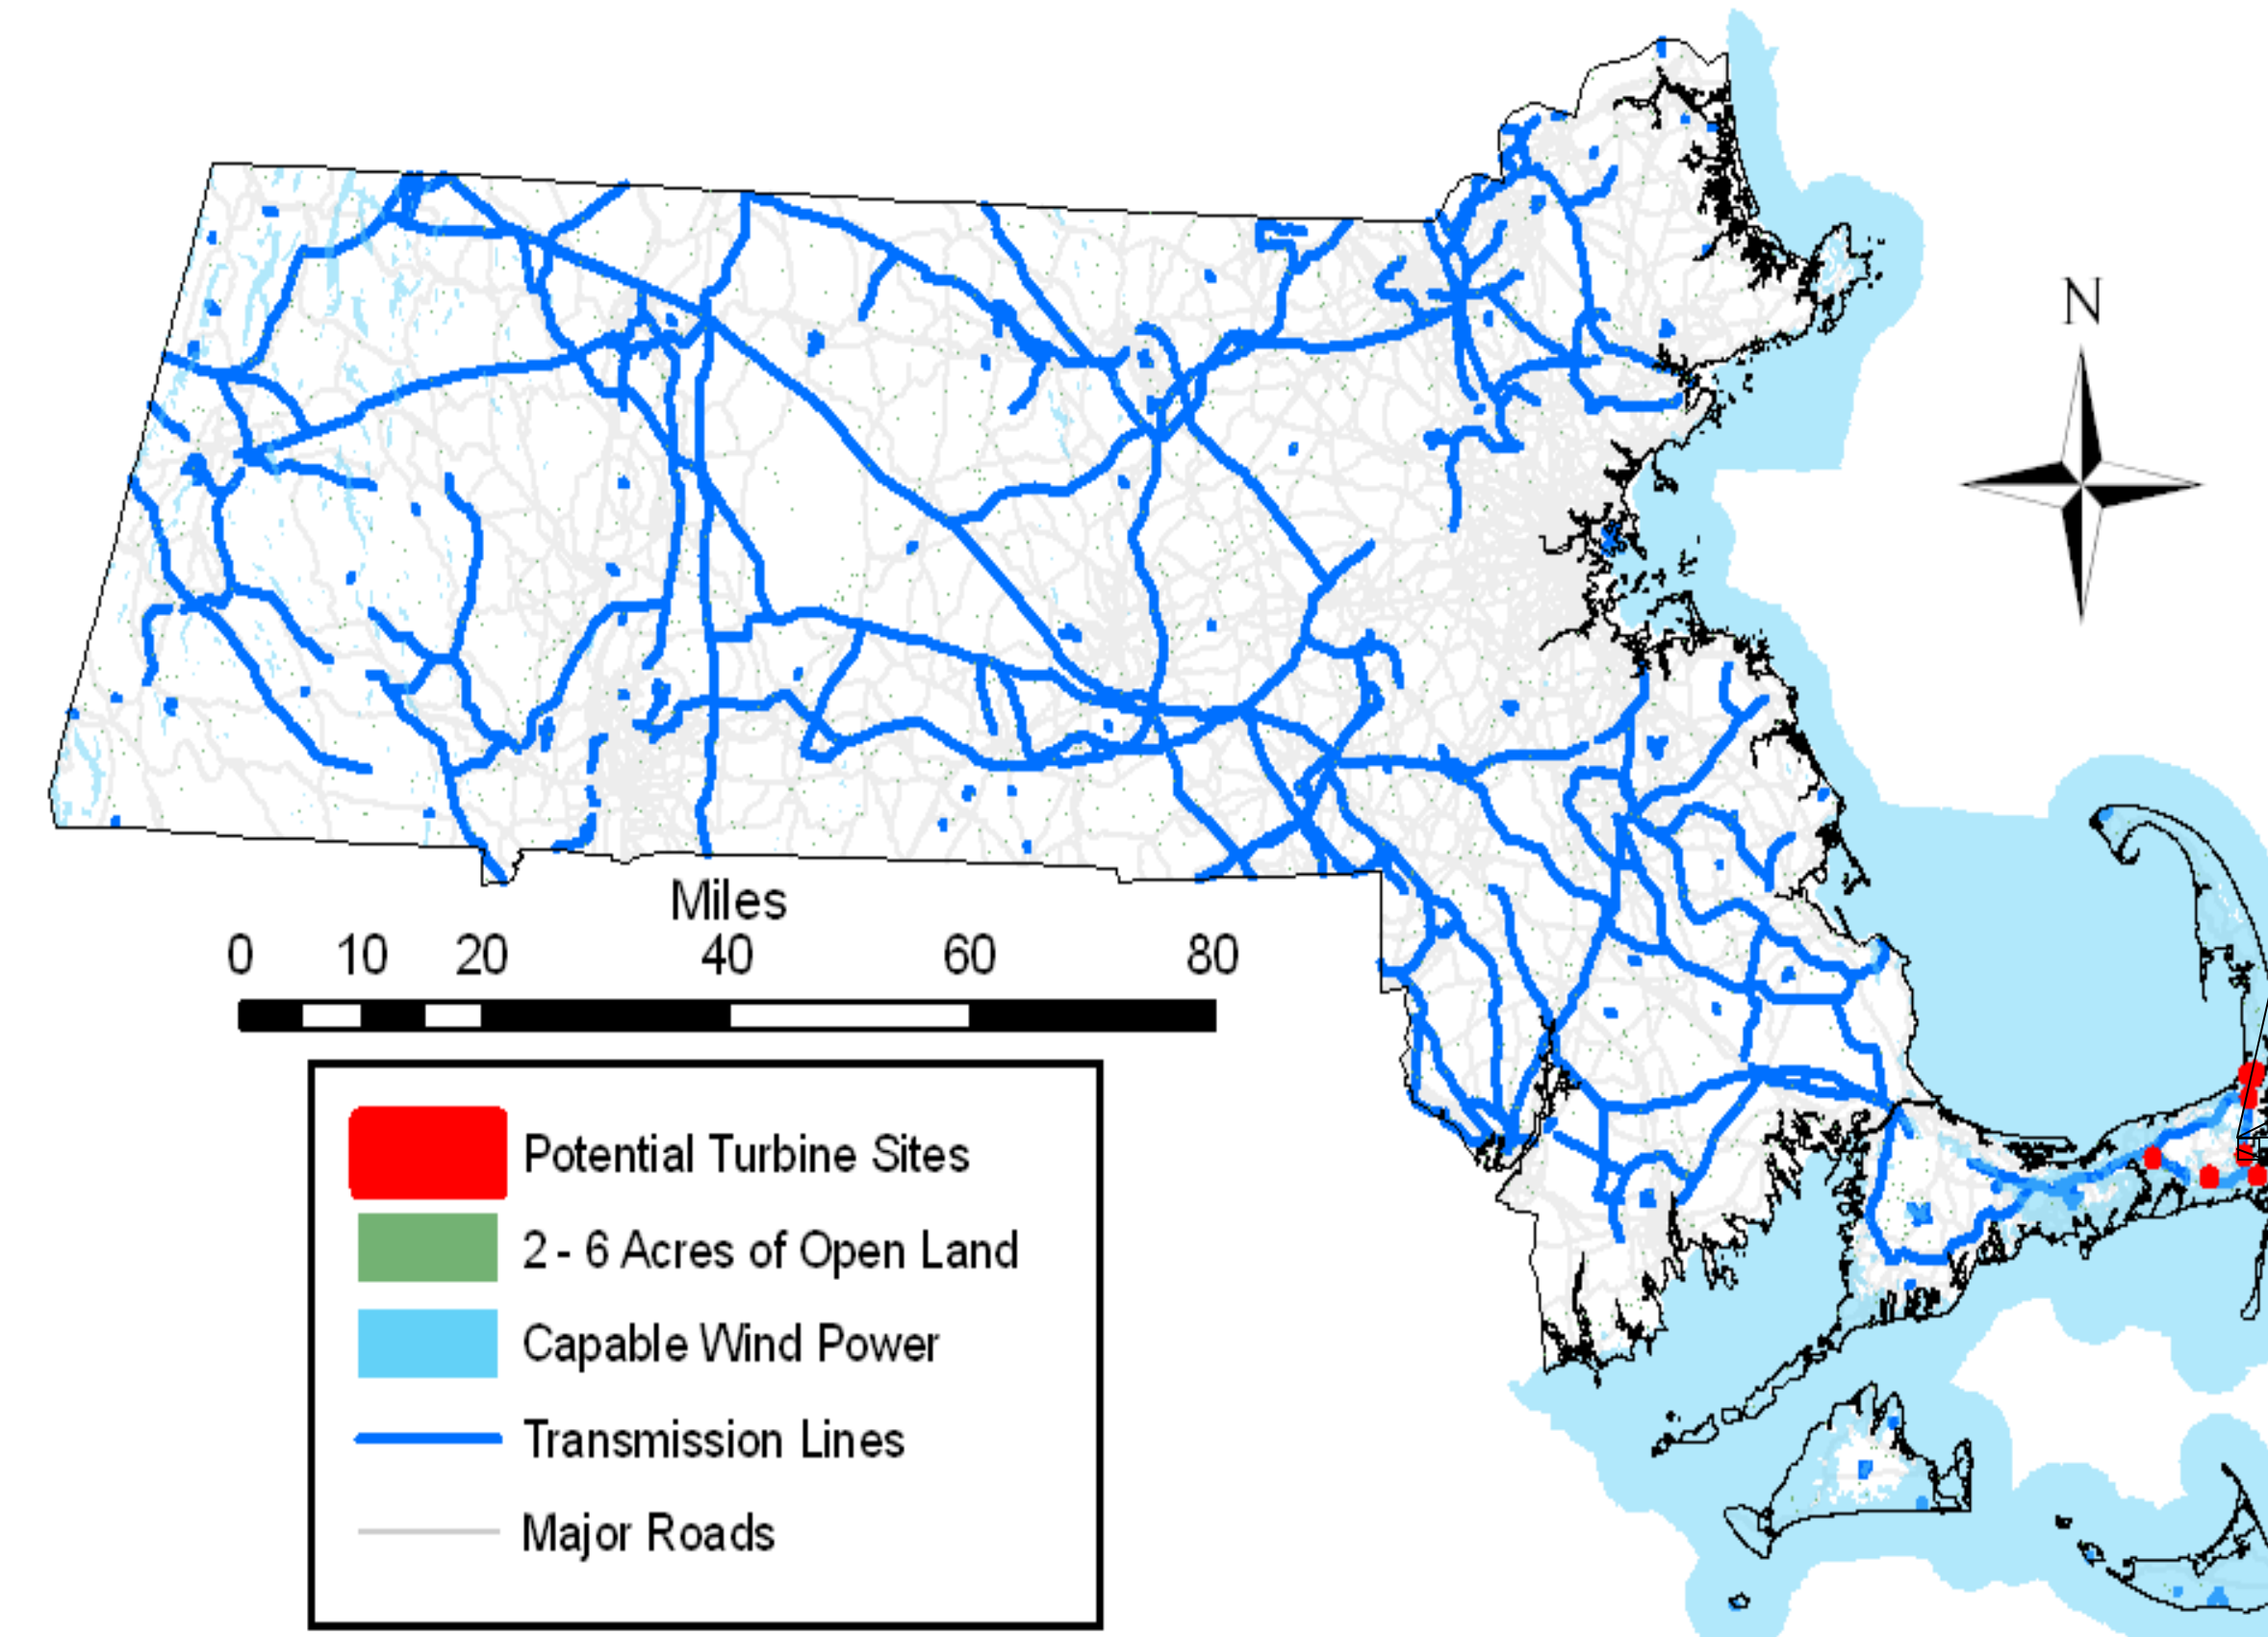 N
Miles
0 10 20 40 60 80
Potential Turbine Sites
2 - 6 Acres of Open Land
Capable Wind Power
Transmission Lines
Major Roads